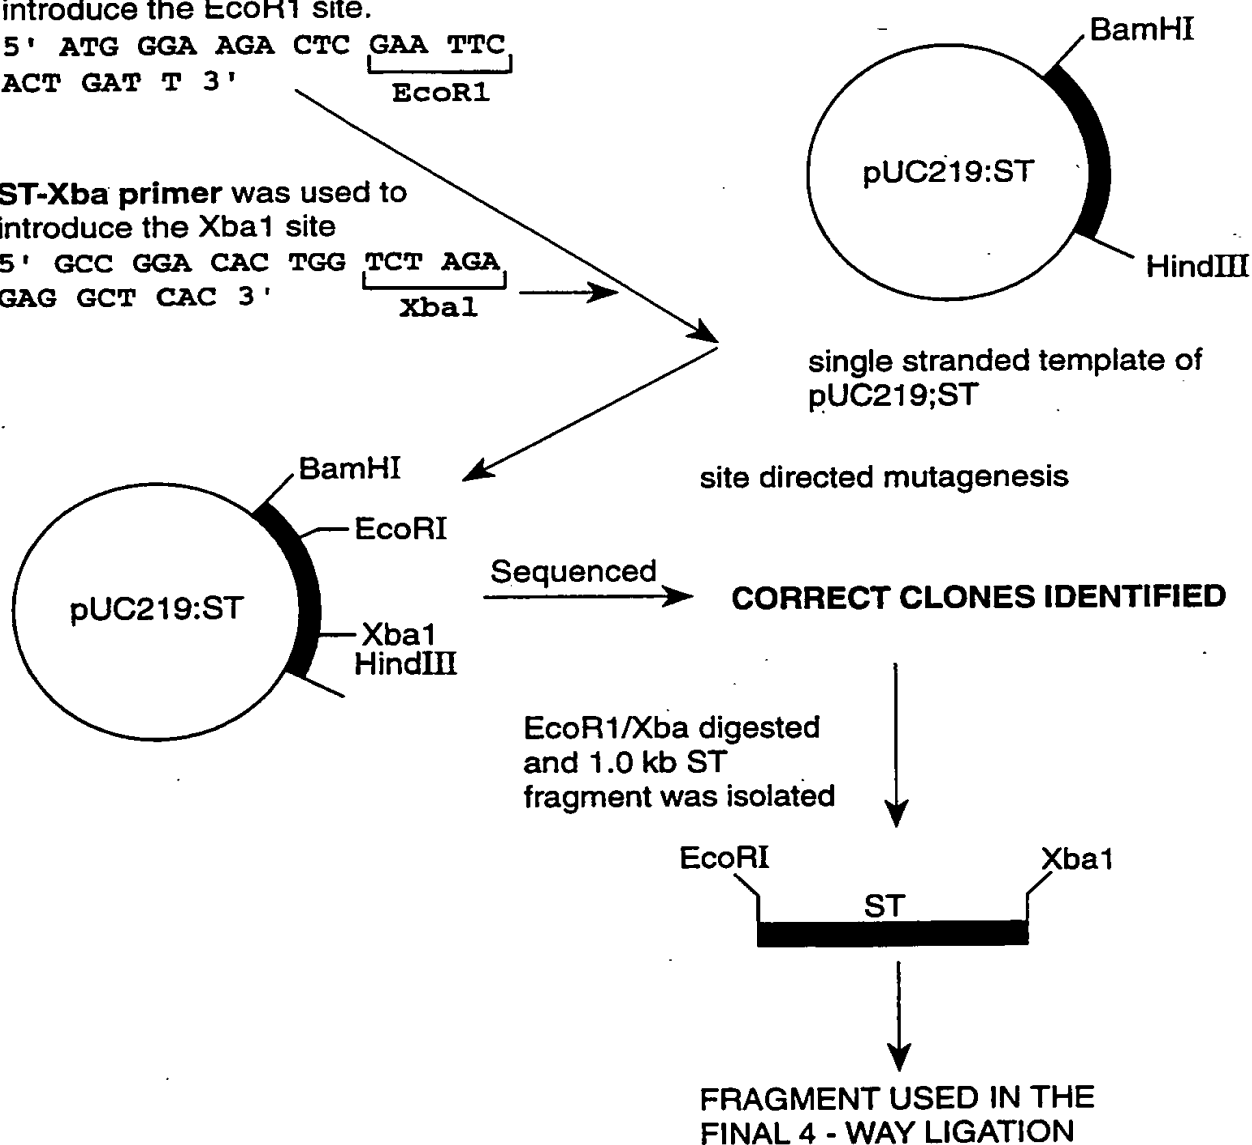 introduce the EcoR1 site.
5' ATG GGA AGA CTC GAA TTC
ACT GAT T 3'
EcoR1
ST-Xba primer was used to
introduce the Xba1 site
5' GCC GGA CAC TGG TCT AGA
GAG GCT CAC 3'
Xba1
BamHI
pUC219:ST
HindIII
single stranded template of
pUC219;ST
site directed mutagenesis
BamHI
EcoRI
pUC219:ST
Xba1
HindIII
Sequenced
CORRECT CLONES IDENTIFIED
EcoR1/Xba digested
and 1.0 kb ST
fragment was isolated
EcoRI
Xba1
ST
FRAGMENT USED IN THE
FINAL 4 - WAY LIGATION